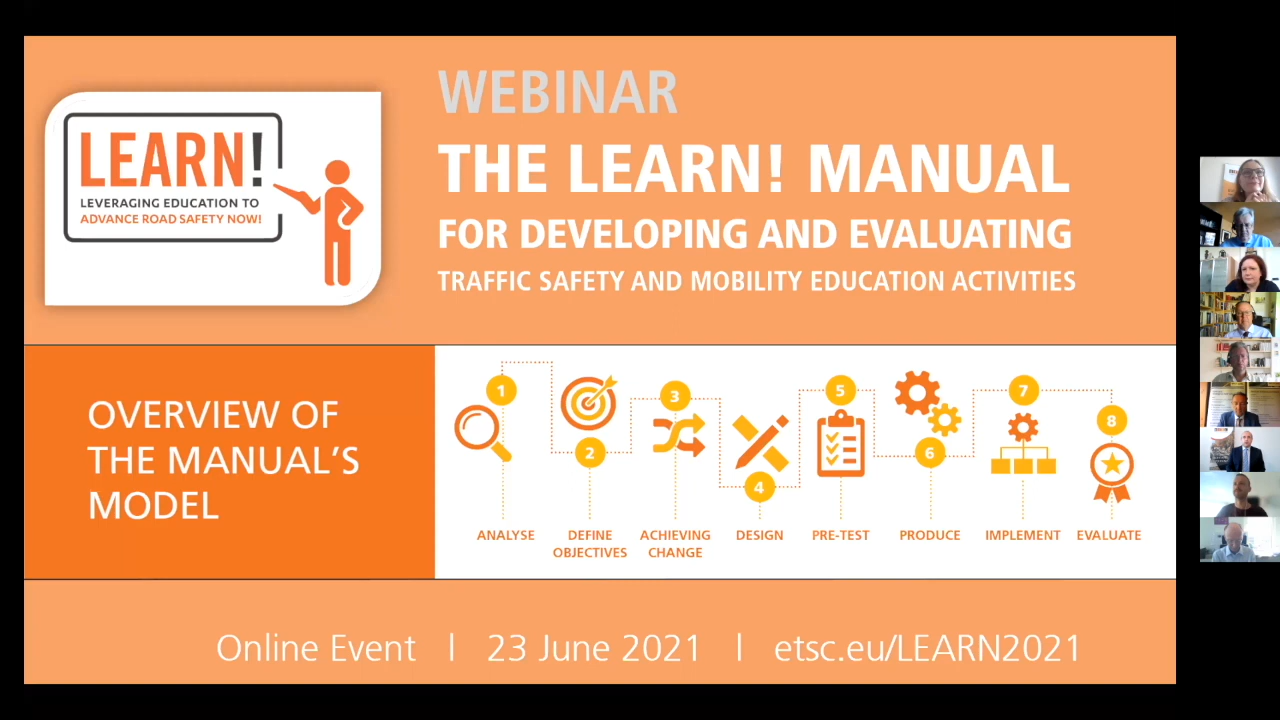 WEBINAR
THE LEARN! MANUAL
FOR DEVELOPING AND EVALUATING
TRAFFIC SAFETY AND MOBILITY EDUCATION ACTIVITIES
LEARN!
LEVERAGING EDUCATION TO
ADVANCE ROAD SAFETY NOW!
OVERVIEW OF
THE MANUAL'S
MODEL
1
2
3
4
5
6
7
8
ANALYSE
DEFINE
OBJECTIVES
ACHIEVING
CHANGE
DESIGN
PRE-TEST
PRODUCE
IMPLEMENT
EVALUATE
Online Event | 23 June 2021 | etsc.eu/LEARN2021